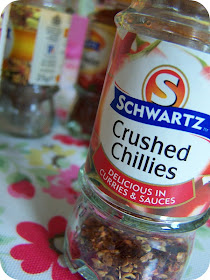 S
SCHWARTZ
Crushed
Chillies
DELICIOUS IN
CURRIES & SAUCES